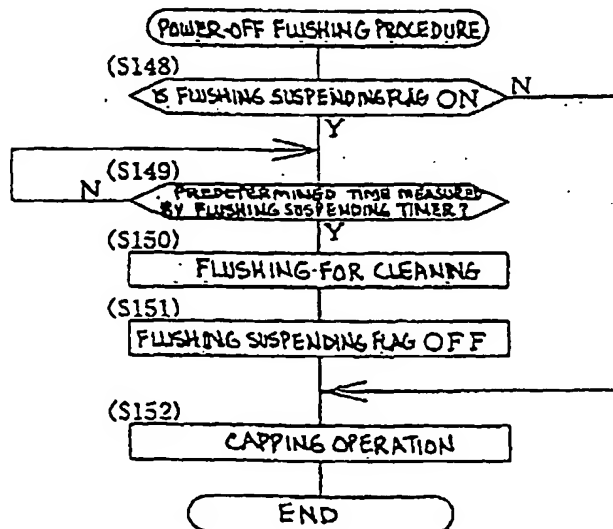 POWER-OFF FLUSHING PROCEDURE
(S148)
IS FLUSHING SUSPENDING FLAG ON
N
Y
(S149)
N
PREDETERMINGD TIME MEASURED
BY FLUSHING SUSPENDING TIMER?
Y
(S150)
FLUSHING-FOR CLEANING
(S151)
FLUSHING SUSPENDING FLAG OFF
(S152)
CAPPING OPERATION
END